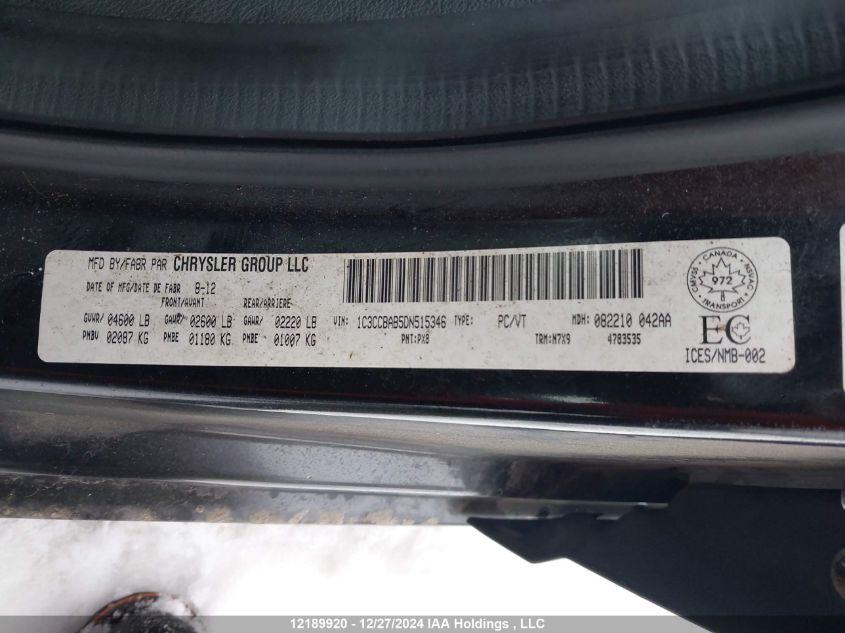 MFD BY/FABR PAR CHRYSLER GROUP LLC
DATE OF MFG/DATE DE FABR 8-12
FRONT/AVANT REAR/ARRIERE
GVWR/ 04600 LB GAWR/ 02600 LB GAWR/ 02220 LB
PNBV 02087 KG PNBE 01180 KG PNBE 01007 KG
VIN: 1C3CCBAB5DN515346 TYPE: PC/VT MDH: 082210 042AA
PNT:PX8 TRM:N7X9 4783535
CANADA
CMVSS 972 NSVAC
TRANSPORT
EC
ICES/NMB-002
12189920 - 12/27/2024 IAA Holdings , LLC